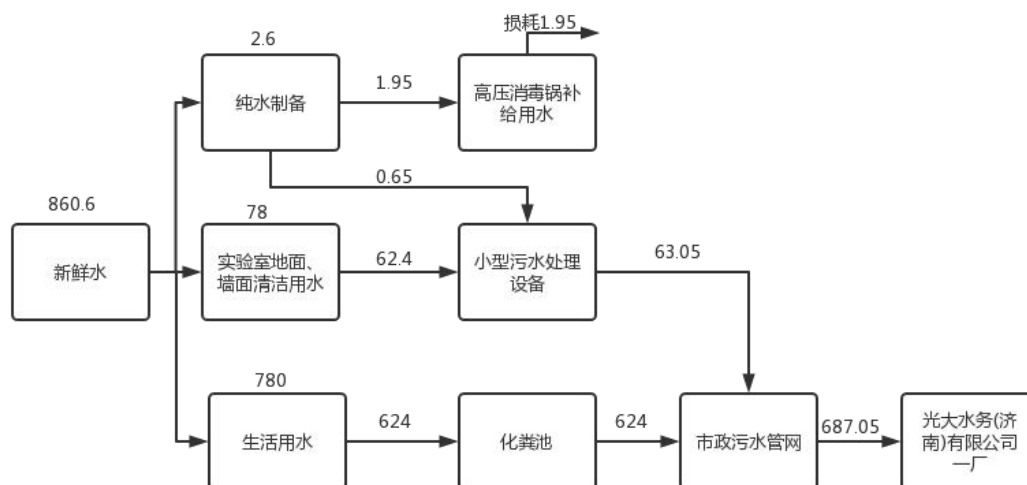 损耗1.95
2.6
纯水制备
1.95
高压消毒锅补
给用水
0.65
860.6
新鲜水
78
实验室地面、
墙面清洁用水
62.4
小型污水处理
设备
63.05
780
生活用水
624
化粪池
624
市政污水管网
687.05
光大水务(济
南)有限公司
一厂